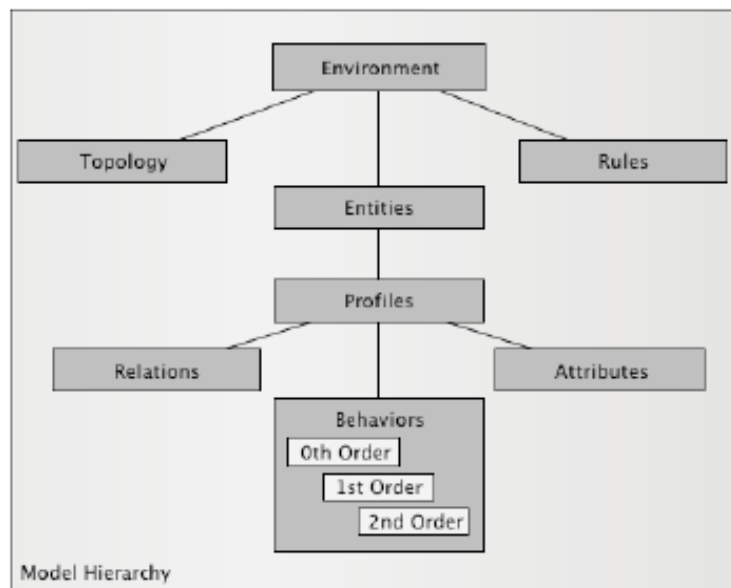 Environment
Topology
Rules
Entities
Profiles
Relations
Attributes
Behaviors
0th Order
1st Order
2nd Order
Model Hierarchy